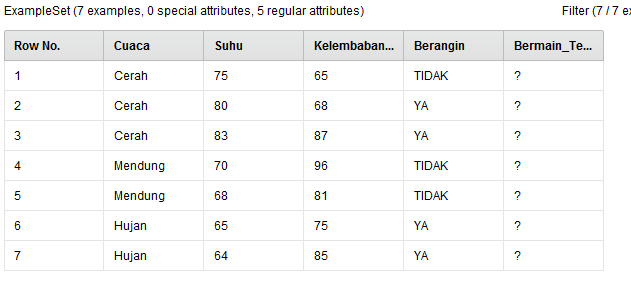 ExampleSet (7 examples, 0 special attributes, 5 regular attributes) Filter (7 / 7 ex
Row No. Cuaca Suhu Kelembaban... Berangin Bermain_Te...
1 Cerah 75 65 TIDAK ?
2 Cerah 80 68 YA ?
3 Cerah 83 87 YA ?
4 Mendung 70 96 TIDAK ?
5 Mendung 68 81 TIDAK ?
6 Hujan 65 75 YA ?
7 Hujan 64 85 YA ?